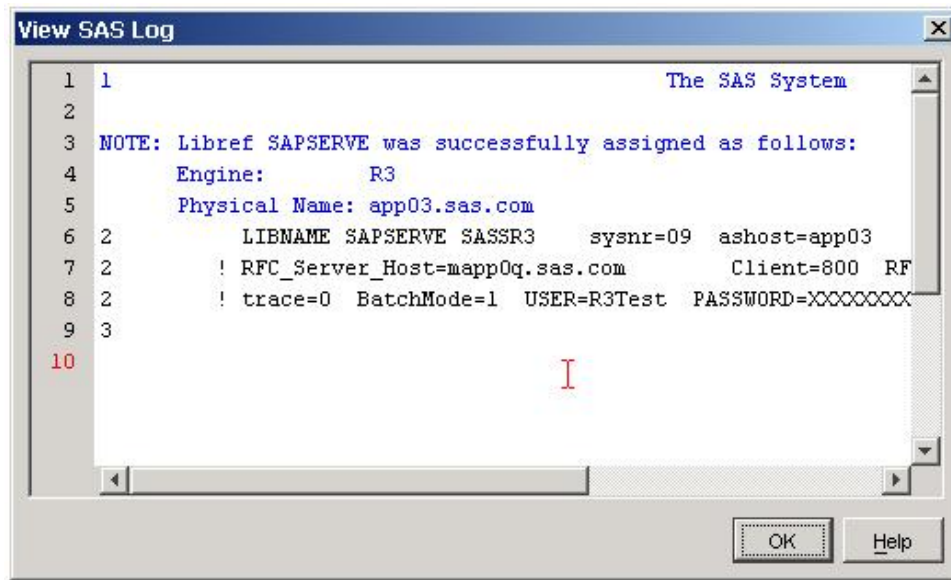 View SAS Log
1 1 The SAS System
2
3 NOTE: Libref SAPSERVE was successfully assigned as follows:
4 Engine: R3
5 Physical Name: app03.sas.com
6 2 LIBNAME SAPSERVE SASSR3 sysnr=09 ashost=app03
7 2 ! RFC_Server_Host=mapp0q.sas.com Client=800 RF
8 2 ! trace=0 BatchMode=1 USER=R3Test PASSWORD=XXXXXXXX
9 3
10
OK Help